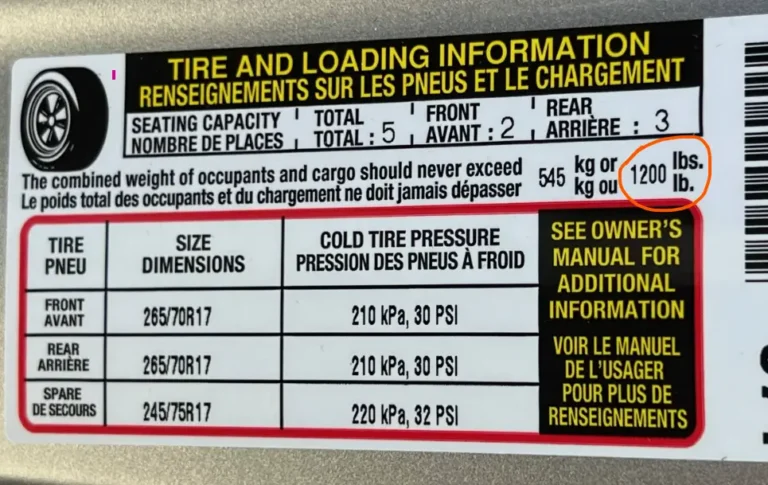 TIRE AND LOADING INFORMATION
RENSEIGNEMENTS SUR LES PNEUS ET LE CHARGEMENT
SEATING CAPACITY TOTAL FRONT REAR
NOMBRE DE PLACES TOTAL : 5 AVANT : 2 ARRIÈRE : 3
The combined weight of occupants and cargo should never exceed 545 kg or 1200 lbs.
Le poids total des occupants et du chargement ne doit jamais dépasser kg ou lb.
TIRE
PNEU
SIZE
DIMENSIONS
COLD TIRE PRESSURE
PRESSION DES PNEUS À FROID
FRONT
AVANT
265/70R17
210 kPa, 30 PSI
REAR
ARRIÈRE
265/70R17
210 kPa, 30 PSI
SPARE
DE SECOURS
245/75R17
220 kPa, 32 PSI
SEE OWNER'S
MANUAL FOR
ADDITIONAL
INFORMATION
VOIR LE MANUEL
DE L'USAGER
POUR PLUS DE
RENSEIGNEMENTS